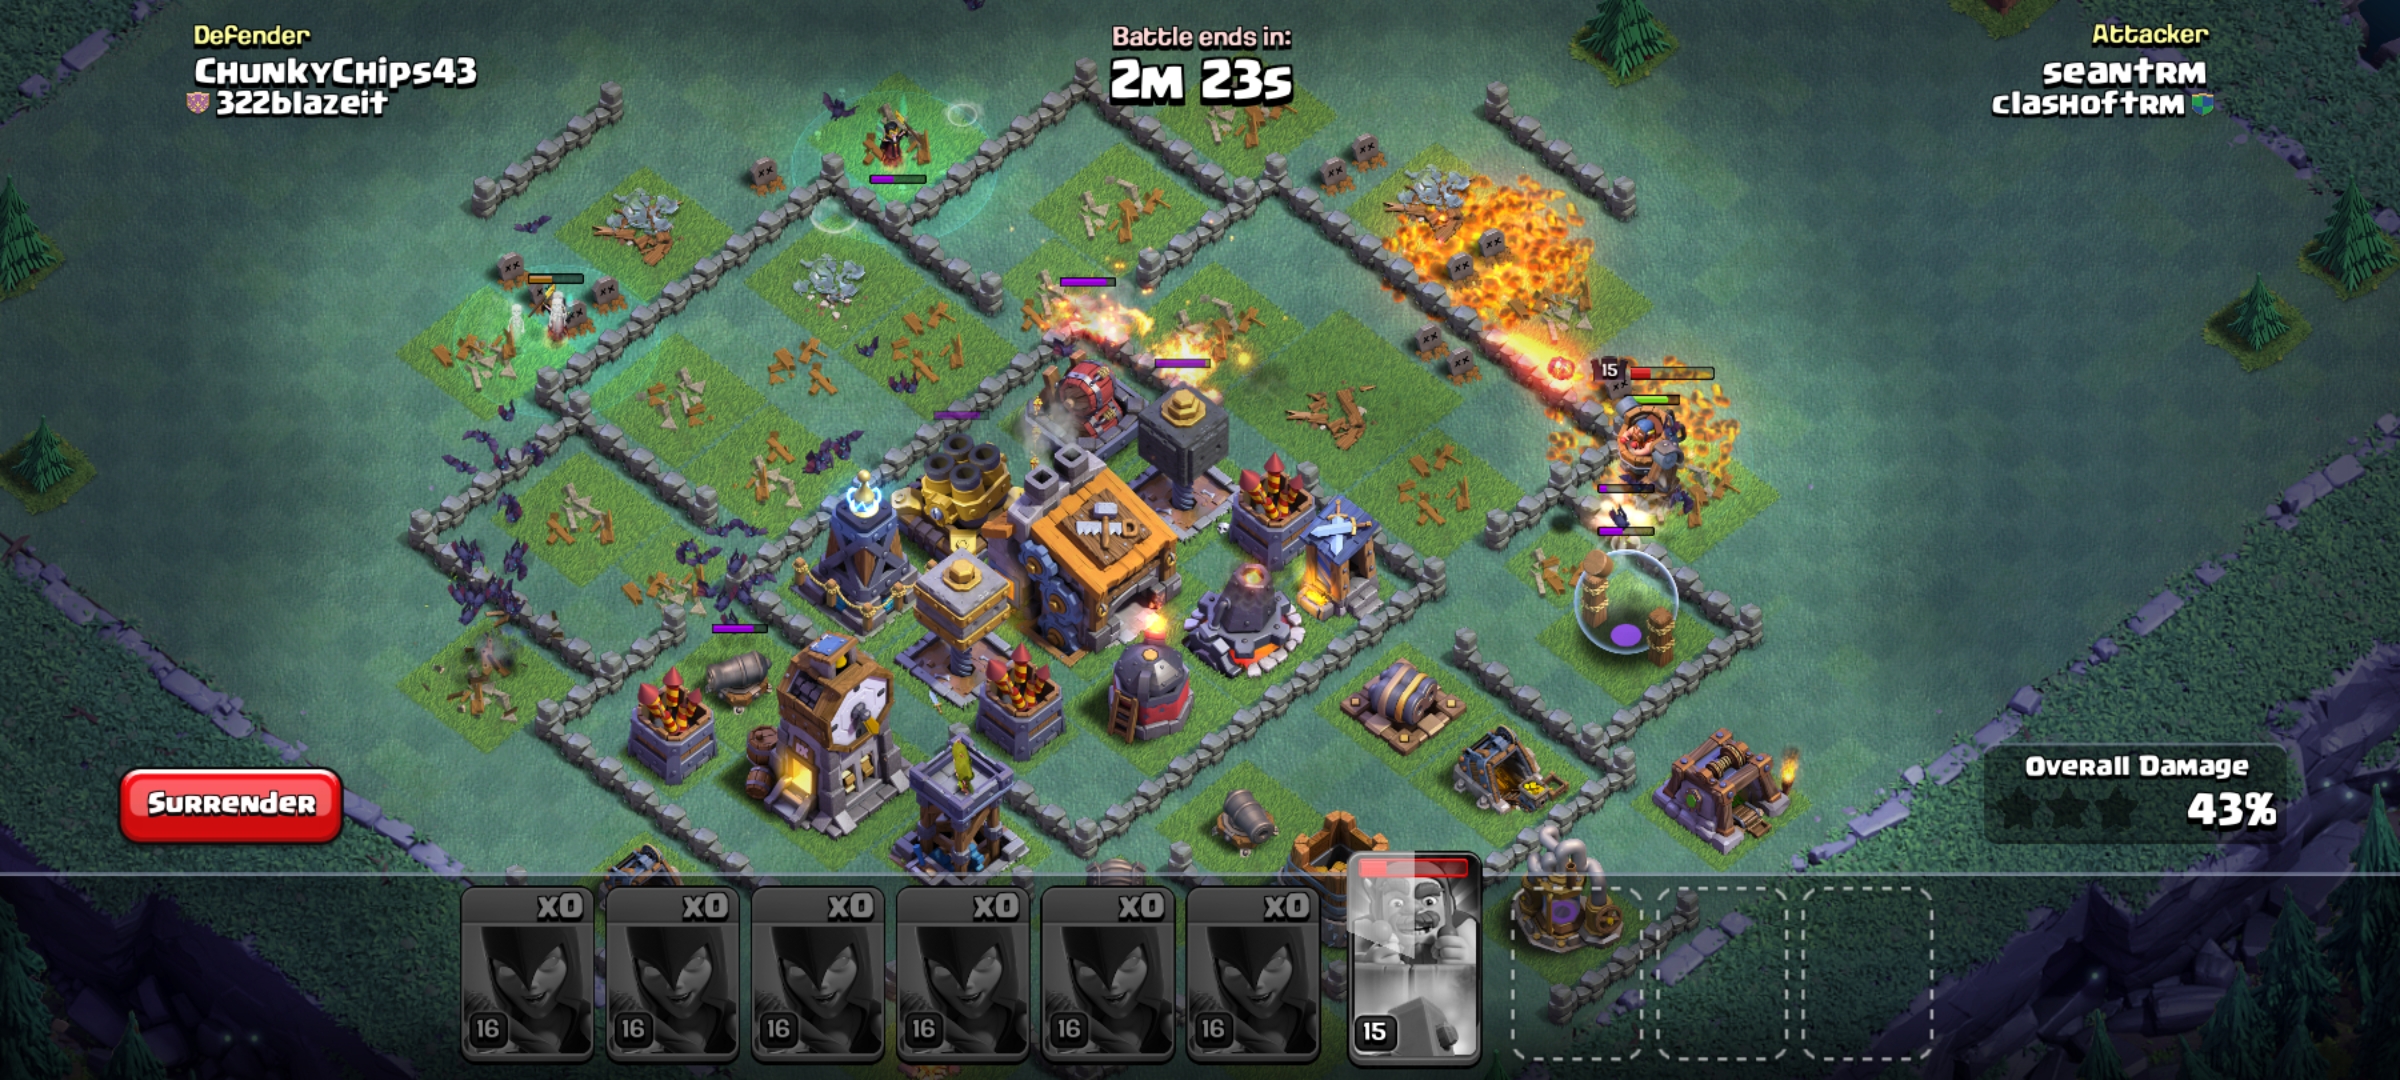 Defender
CHUNKYCHIPS43
322blazeit
Battle ends in:
2M 23s
Attacker
seantRM
clashoftRM
15
Surrender
Overall Damage
43%
x0
x0
x0
x0
x0
x0
16
16
16
16
16
16
15